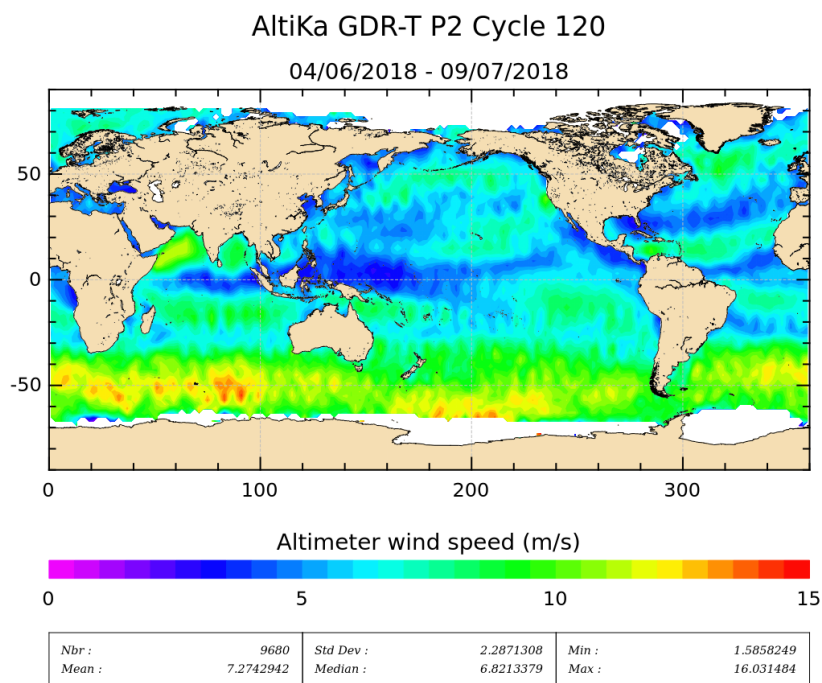 AltiKa GDR-T P2 Cycle 120
04/06/2018 - 09/07/2018
50
0
-50
0 100 200 300
Altimeter wind speed (m/s)
0 5 10 15
Nbr : 9680 Std Dev : 2.2871308 Min : 1.5858249
Mean : 7.2742942 Median : 6.8213379 Max : 16.031484